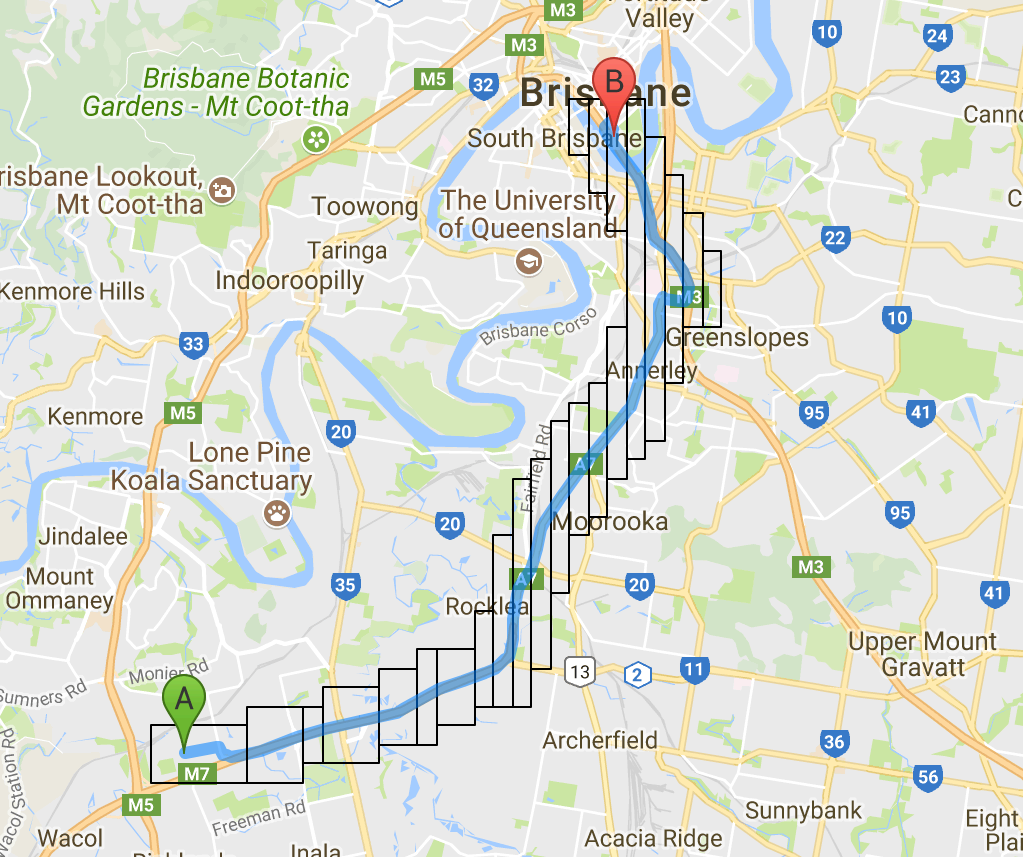 M3
Valley
10
24
M3
Brisbane Botanic
Gardens - Mt Coot-tha
M5
32
23
Brisbane
B
South Brisbane
Canno
risbane Lookout,
Mt Coot-tha
Toowong
The University
of Queensland
C
Taringa
22
Indooroopilly
Kenmore Hills
M3
Brisbane Corso
10
33
Greenslopes
Annerley
Kenmore
M5
20
95
41
Lone Pine
Koala Sanctuary
Fairfield Rd
A7
20
95
Jindalee
Moorooka
Mount
Ommaney
35
A7
20
M3
41
Rocklea
Upper Mount
Gravatt
Monier Rd
13
2
11
Sumners Rd
A
Archerfield
36
M7
56
Wacol Station Rd
M5
Freeman Rd
Sunnybank
Eight
Plai
Wacol
Inala
Acacia Ridge